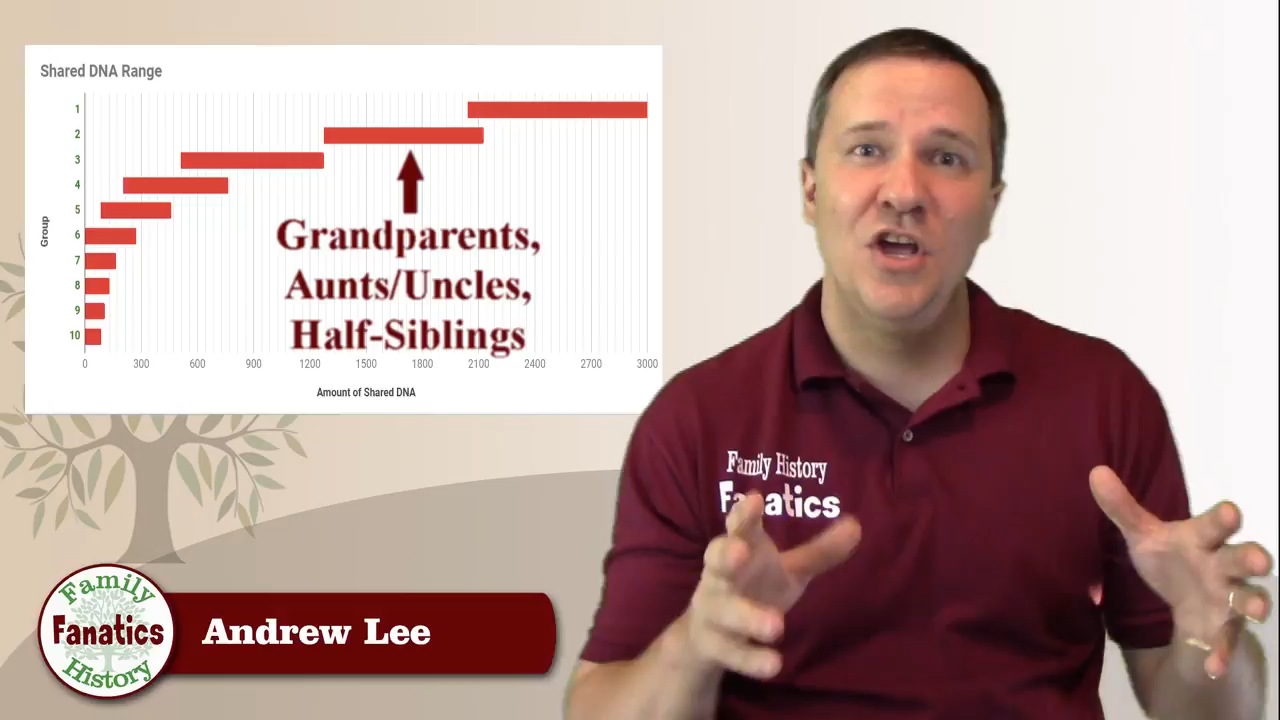 Shared DNA Range
1
2
3
4
5
6
7
8
9
10
Group
0 300 600 900 1200 1500 1800 2100 2400 2700 3000
Amount of Shared DNA
Grandparents,
Aunts/Uncles,
Half-Siblings
Family History
Fanatics
Family
Fanatics
History
Andrew Lee